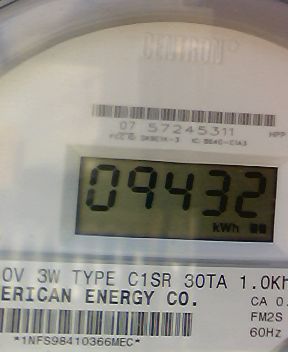 CENTRON®
07 57245311
HPP
09432
kWh
0V 3W TYPE C1SR 30TA 1.0Kh
ERICAN ENERGY CO.
CA 0.
FM2S
60Hz
*1NFS98410366MEC*